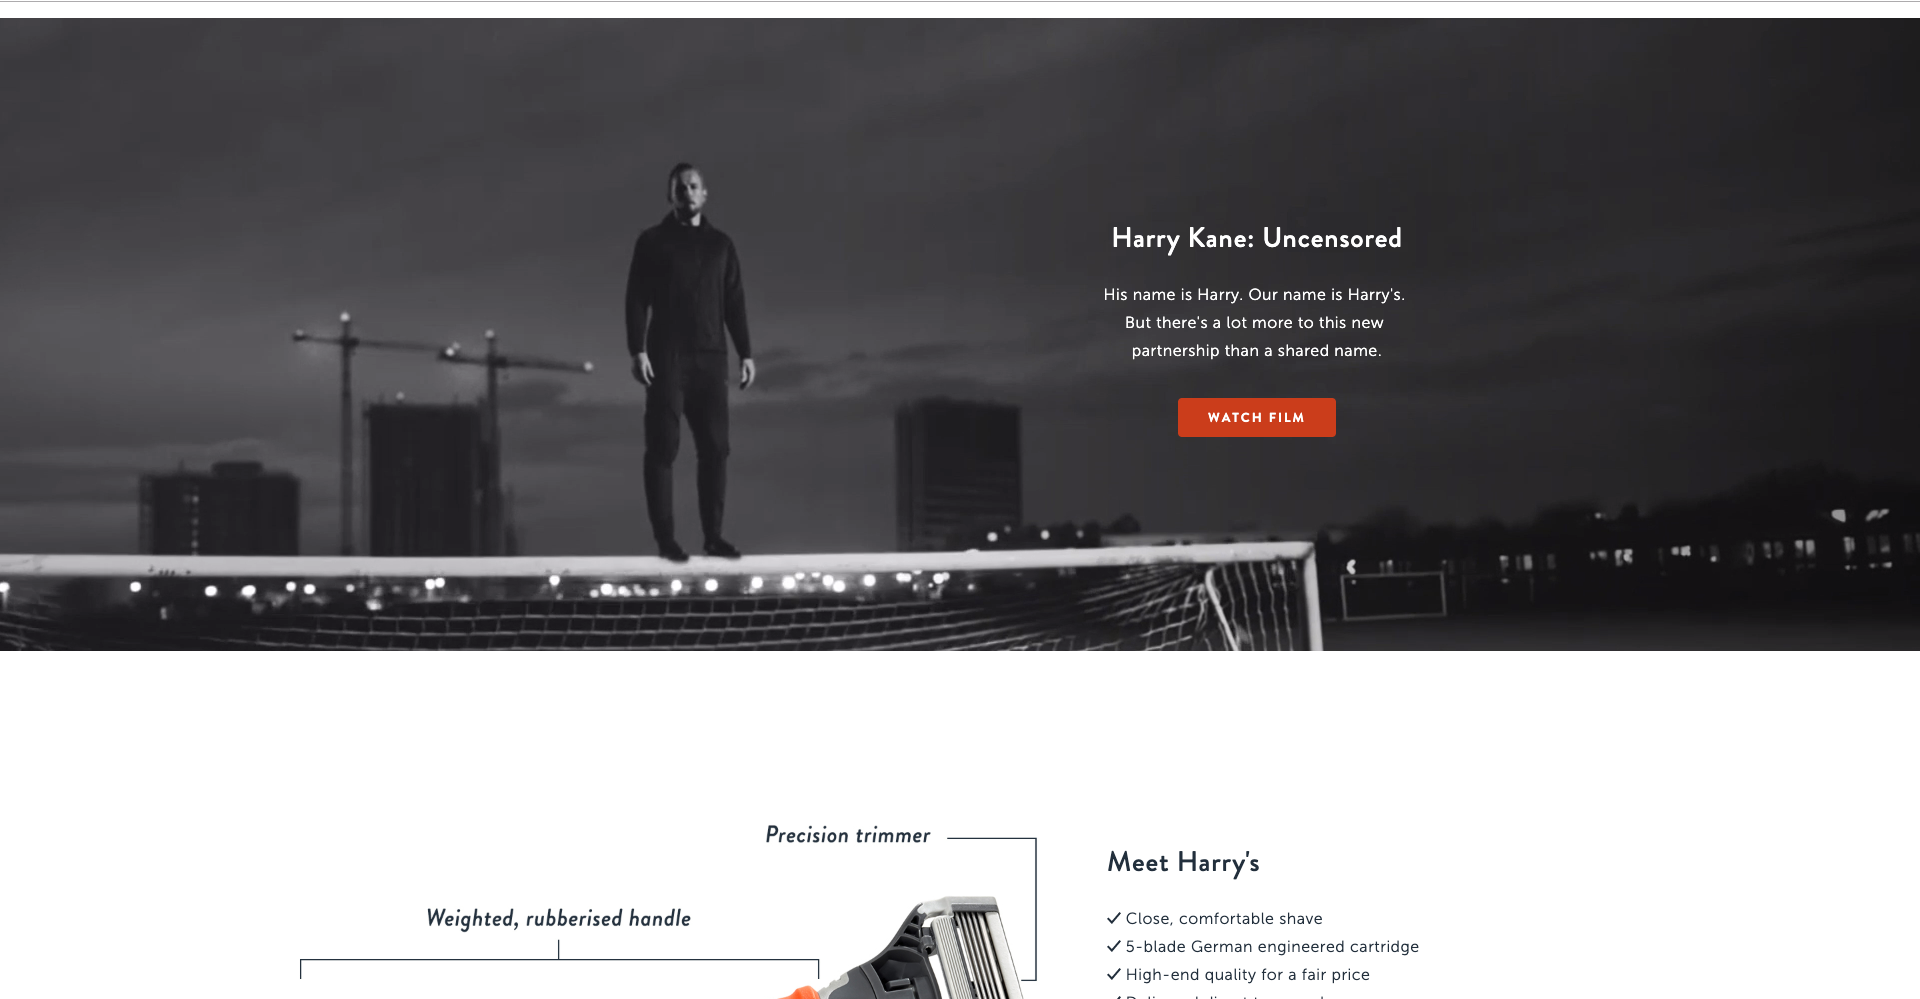 Harry Kane: Uncensored
His name is Harry. Our name is Harry's.
But there's a lot more to this new
partnership than a shared name.
WATCH FILM
Precision trimmer
Weighted, rubberised handle
Meet Harry's
✓ Close, comfortable shave
✓ 5-blade German engineered cartridge
✓ High-end quality for a fair price